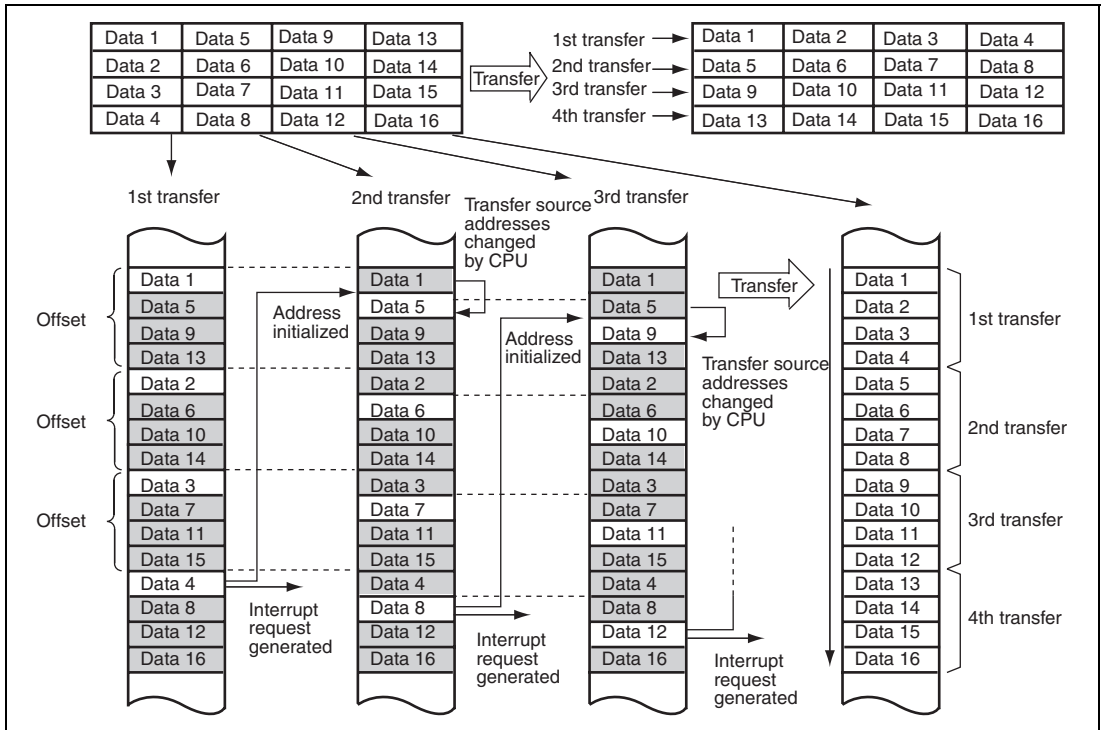 Data 1 Data 5 Data 9 Data 13
Data 2 Data 6 Data 10 Data 14
Data 3 Data 7 Data 11 Data 15
Data 4 Data 8 Data 12 Data 16
Transfer
1st transfer
2nd transfer
3rd transfer
4th transfer
Data 1 Data 2 Data 3 Data 4
Data 5 Data 6 Data 7 Data 8
Data 9 Data 10 Data 11 Data 12
Data 13 Data 14 Data 15 Data 16
1st transfer
Offset
Offset
Offset
Data 1
Data 5
Data 9
Data 13
Data 2
Data 6
Data 10
Data 14
Data 3
Data 7
Data 11
Data 15
Data 4
Data 8
Data 12
Data 16
Address
initialized
Interrupt
request
generated
2nd transfer
Transfer source
addresses
changed
by CPU
Data 1
Data 5
Data 9
Data 13
Data 2
Data 6
Data 10
Data 14
Data 3
Data 7
Data 11
Data 15
Data 4
Data 8
Data 12
Data 16
Address
initialized
Interrupt
request
generated
3rd transfer
Data 1
Data 5
Data 9
Data 13
Data 2
Data 6
Data 10
Data 14
Data 3
Data 7
Data 11
Data 15
Data 4
Data 8
Data 12
Data 16
Transfer
Transfer source
addresses
changed
by CPU
Interrupt
request
generated
Data 1
Data 2
Data 3
Data 4
Data 5
Data 6
Data 7
Data 8
Data 9
Data 10
Data 11
Data 12
Data 13
Data 14
Data 15
Data 16
1st transfer
2nd transfer
3rd transfer
4th transfer